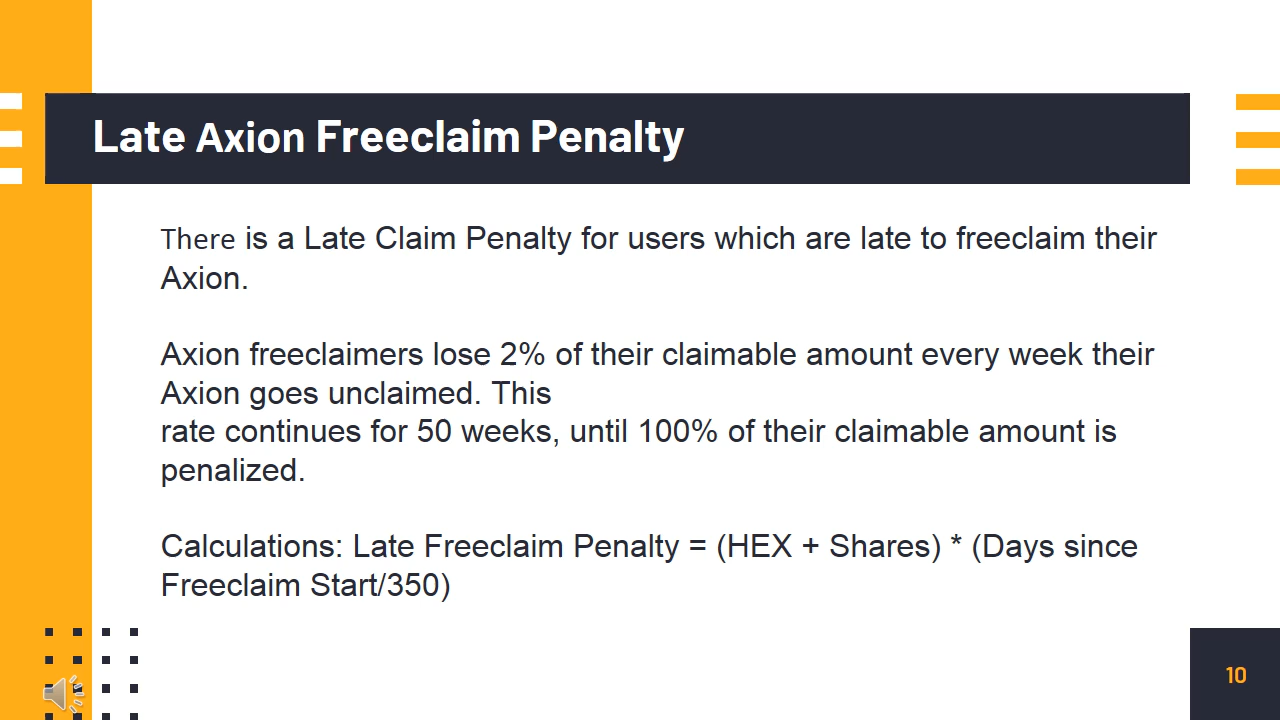 Late Axion Freeclaim Penalty
There is a Late Claim Penalty for users which are late to freeclaim their
Axion.
Axion freeclaimers lose 2% of their claimable amount every week their
Axion goes unclaimed. This
rate continues for 50 weeks, until 100% of their claimable amount is
penalized.
Calculations: Late Freeclaim Penalty = (HEX + Shares) * (Days since
Freeclaim Start/350)
10